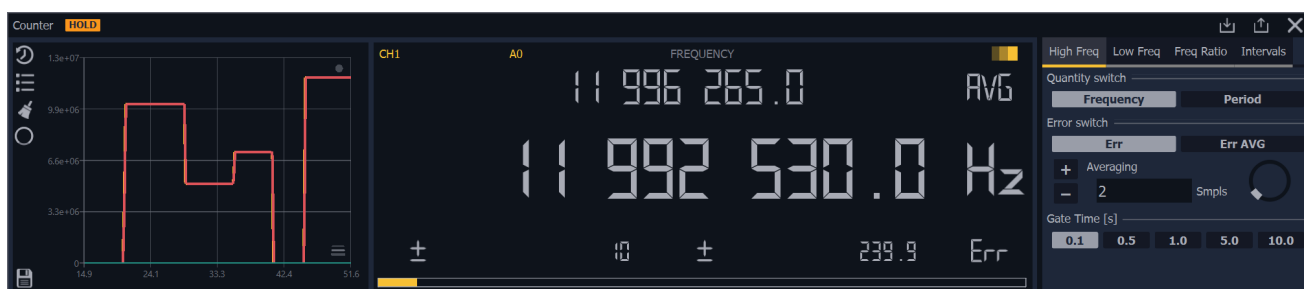 Counter HOLD
1.3e+07
9.9e+06
6.6e+06
3.3e+06
0
14.9 24.1 33.3 42.4 51.6
CH1 A0 FREQUENCY
11 996 265.0 AVG
11 992 530.0 Hz
± 10 ± 239.9 Err
High Freq Low Freq Freq Ratio Intervals
Quantity switch
Frequency Period
Error switch
Err Err AVG
+ Averaging
- 2 Smpls
Gate Time [s]
0.1 0.5 1.0 5.0 10.0